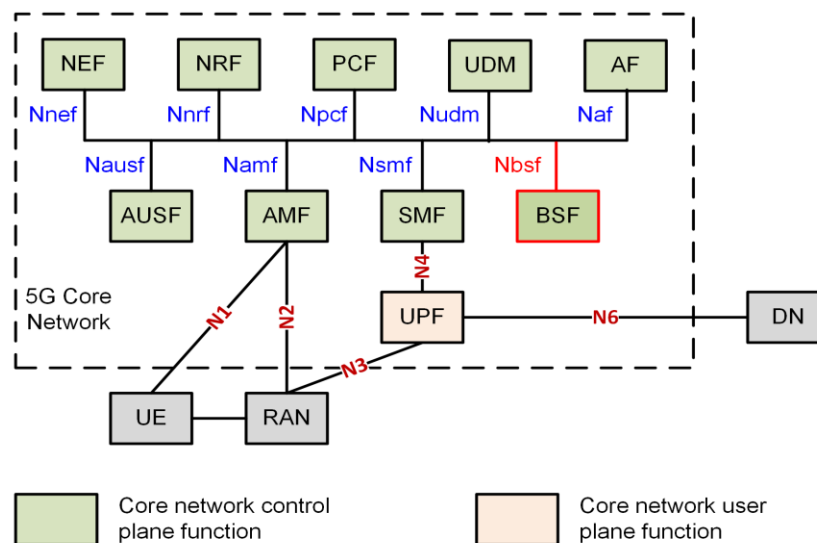 NEF NRF PCF UDM AF
Nnef Nnrf Npcf Nudm Naf
Nausf Namf Nsmf Nbsf
AUSF AMF SMF BSF
N4
5G Core
Network
N1 N2 UPF N6 DN
N3
UE RAN
Core network control
plane function
Core network user
plane function